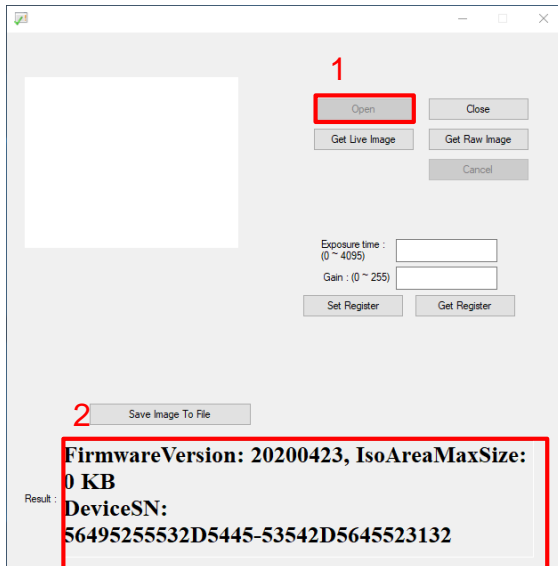 1
Open
Close
Get Live Image
Get Raw Image
Cancel
Exposure time :
(0 ~ 4095)
Gain : (0 ~ 255)
Set Register
Get Register
2
Save Image To File
Result :
FirmwareVersion: 20200423, IsoAreaMaxSize:
0 KB
DeviceSN:
56495255532D5445-53542D5645523132